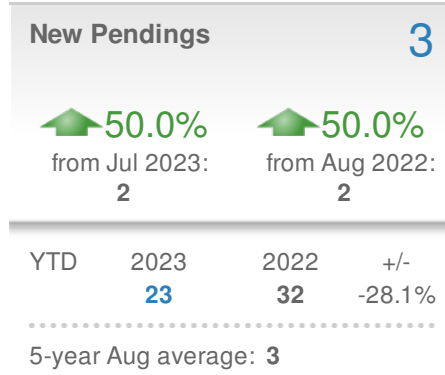 New Pendings 3
50.0% 50.0%
from Jul 2023: from Aug 2022:
2 2
YTD 2023 2022 +/-
23 32 -28.1%
5-year Aug average: 3